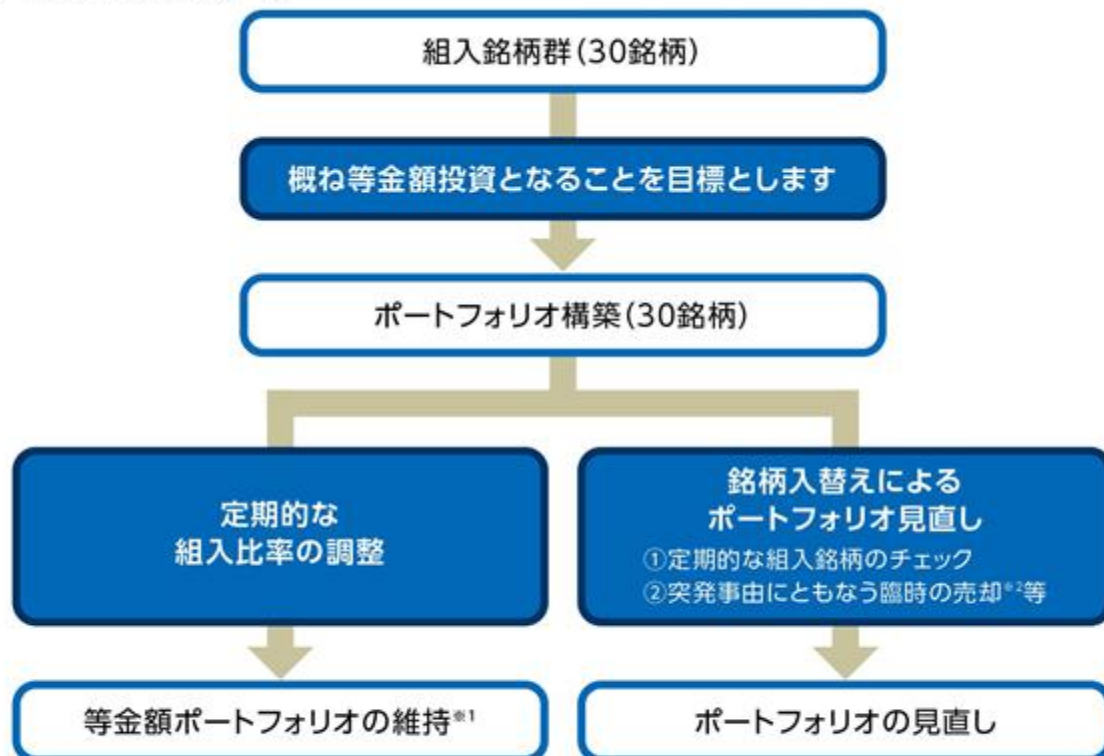 組入銘柄群(30銘柄)
概ね等金額投資となることを目標とします
ポートフォリオ構築(30銘柄)
定期的な
組入比率の調整
銘柄入替えによる
ポートフォリオ見直し
①定期的な組入銘柄のチェック
②突発事由にともなう臨時の売却※2等
等金額ポートフォリオの維持※1
ポートフォリオの見直し